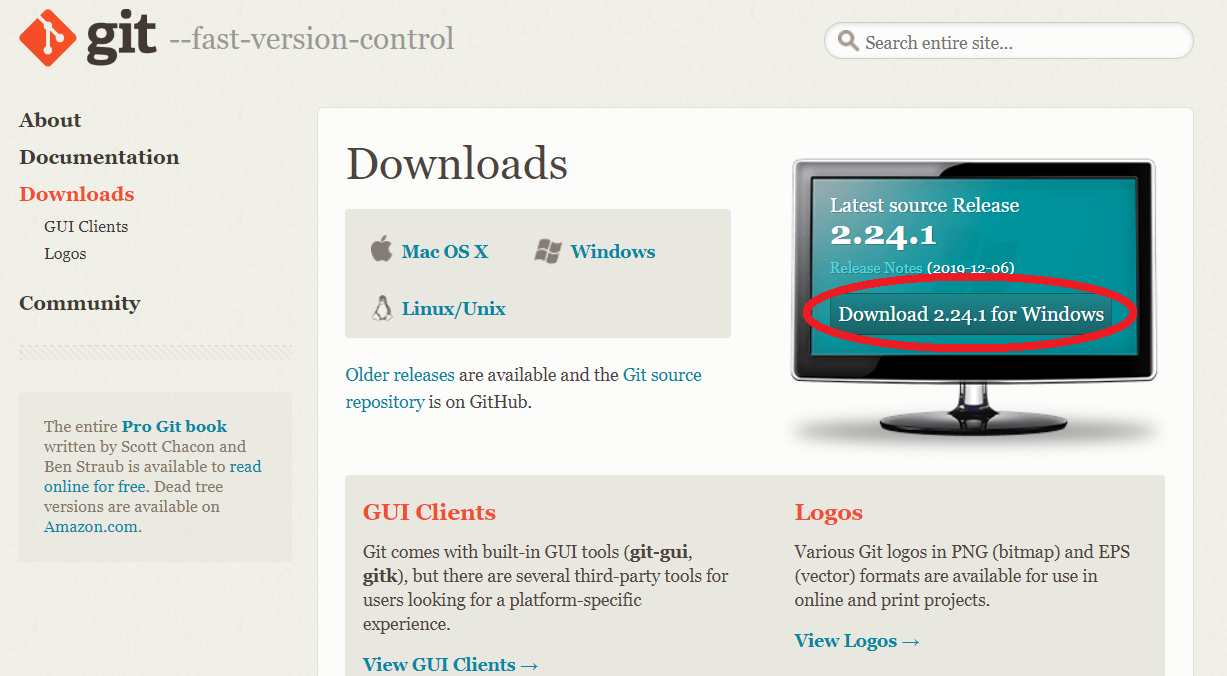 git --fast-version-control
Search entire site...
About
Documentation
Downloads
GUI Clients
Logos
Community
The entire Pro Git book
written by Scott Chacon and
Ben Straub is available to read
online for free. Dead tree
versions are available on
Amazon.com.
Downloads
Mac OS X
Windows
Linux/Unix
Older releases are available and the Git source
repository is on GitHub.
Latest source Release
2.24.1
Release Notes (2019-12-06)
Download 2.24.1 for Windows
GUI Clients
Git comes with built-in GUI tools (git-gui,
gitk), but there are several third-party tools for
users looking for a platform-specific
experience.
View GUI Clients →
Logos
Various Git logos in PNG (bitmap) and EPS
(vector) formats are available for use in
online and print projects.
View Logos →